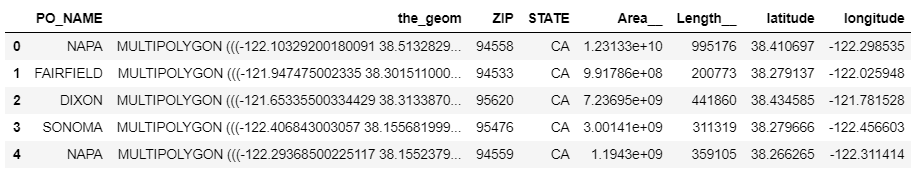 PO_NAME the_geom ZIP STATE Area__ Length__ latitude longitude
0 NAPA MULTIPOLYGON (((-122.10329200180091 38.5132829... 94558 CA 1.23133e+10 995176 38.410697 -122.298535
1 FAIRFIELD MULTIPOLYGON (((-121.947475002335 38.301511000... 94533 CA 9.91786e+08 200773 38.279137 -122.025948
2 DIXON MULTIPOLYGON (((-121.65335500334429 38.3133870... 95620 CA 7.23695e+09 441860 38.434585 -121.781528
3 SONOMA MULTIPOLYGON (((-122.406843003057 38.155681999... 95476 CA 3.00141e+09 311319 38.279666 -122.456603
4 NAPA MULTIPOLYGON (((-122.29368500225117 38.1552379... 94559 CA 1.1943e+09 359105 38.266265 -122.311414